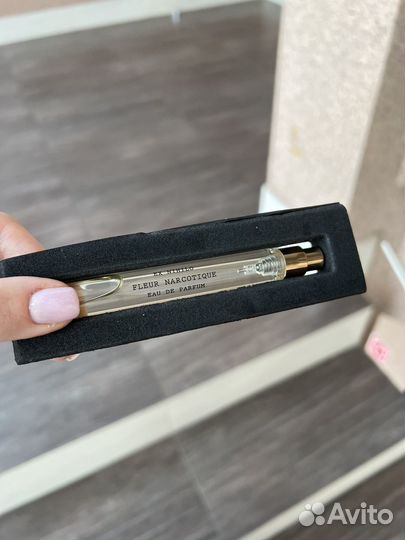 EX NIHILO
FLEUR NARCOTIQUE
EAU DE PARFUM
Avito